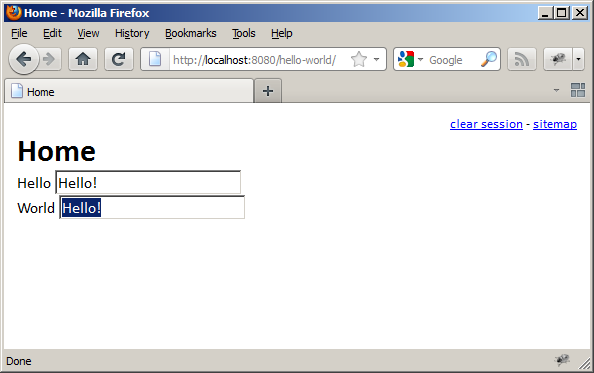 Home - Mozilla Firefox
File Edit View History Bookmarks Tools Help
http://localhost:8080/hello-world/ Google
Home
clear session - sitemap
Home
Hello Hello!
World Hello!
Done